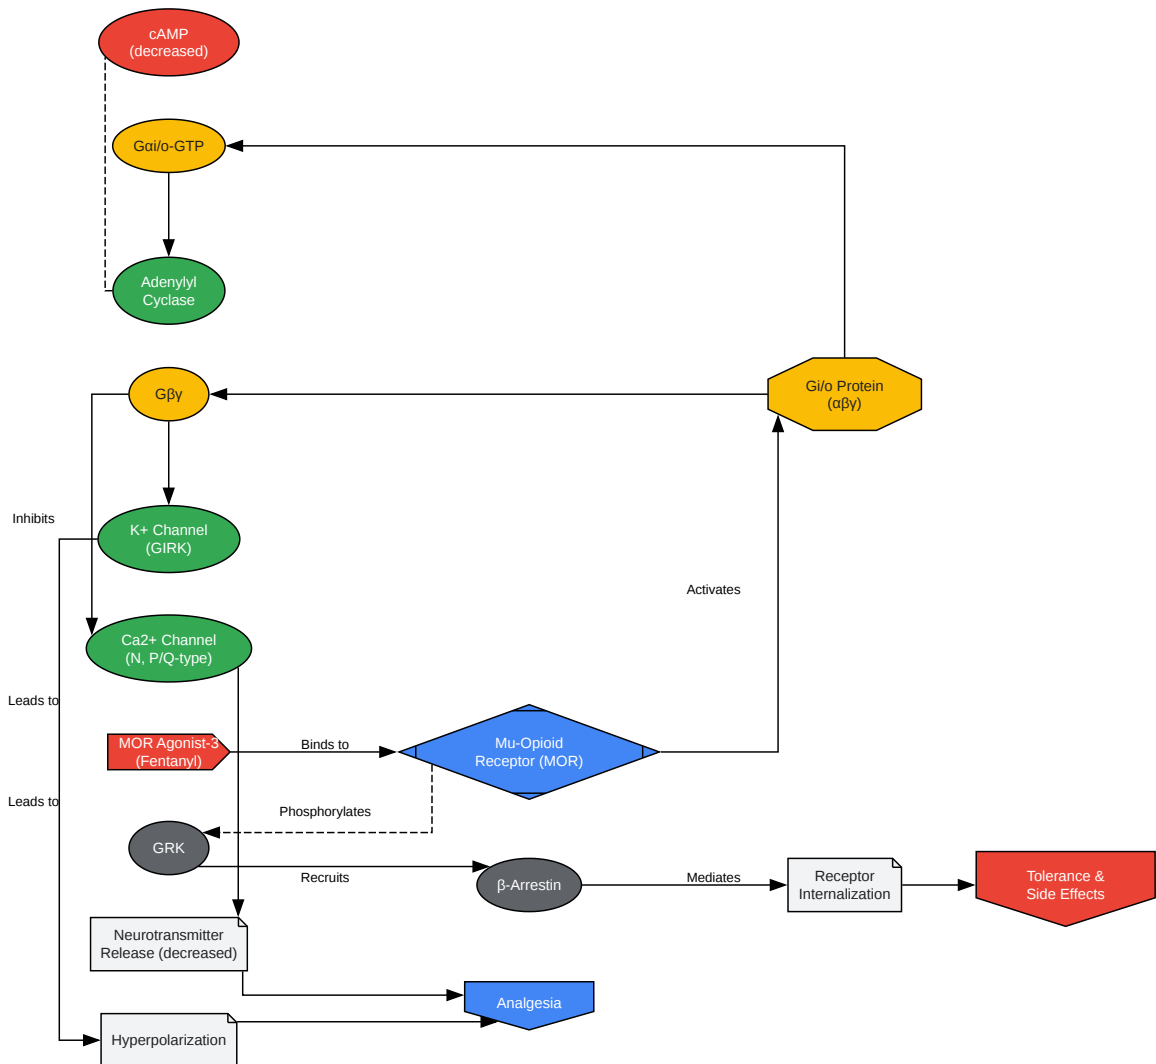 cAMP
(decreased)
Gαi/o-GTP
Adenylyl
Cyclase
Gβγ
Gi/o Protein
(αβγ)
Inhibits
K+ Channel
(GIRK)
Activates
Ca2+ Channel
(N, P/Q-type)
Leads to
MOR Agonist-3
(Fentanyl)
Binds to
Mu-Opioid
Receptor (MOR)
Leads to
Phosphorylates
GRK
Recruits
β-Arrestin
Mediates
Receptor
Internalization
Tolerance &
Side Effects
Neurotransmitter
Release (decreased)
Analgesia
Hyperpolarization